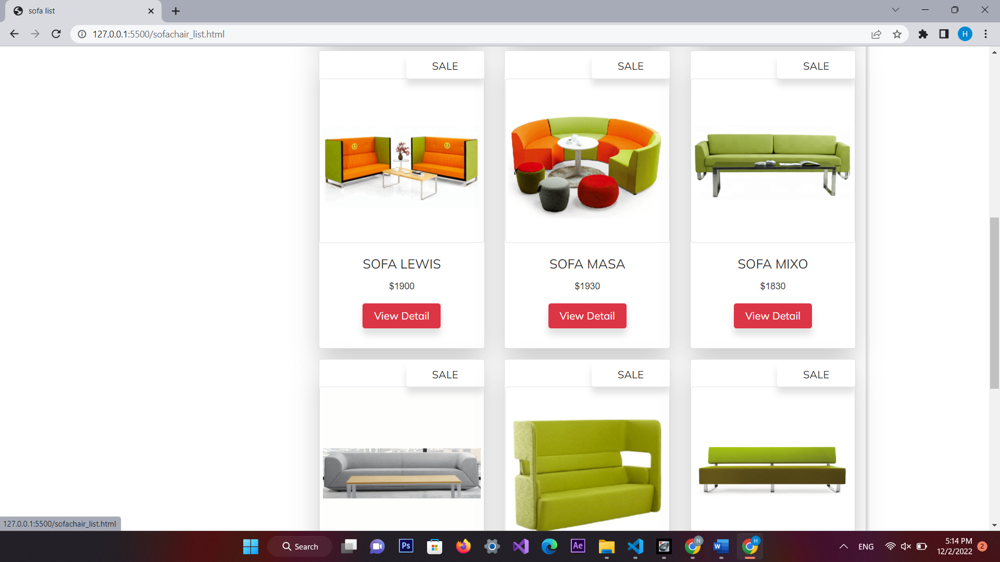 sofa list
127.0.0.1:5500/sofachair_list.html
H
SALE SALE SALE
SOFA LEWIS SOFA MASA SOFA MIXO
$1900 $1930 $1830
View Detail View Detail View Detail
SALE SALE SALE
127.0.0.1:5500/sofachair_list.html
Search
Ps
Ae
N
W
H
ENG
5:14 PM
12/2/2022
2